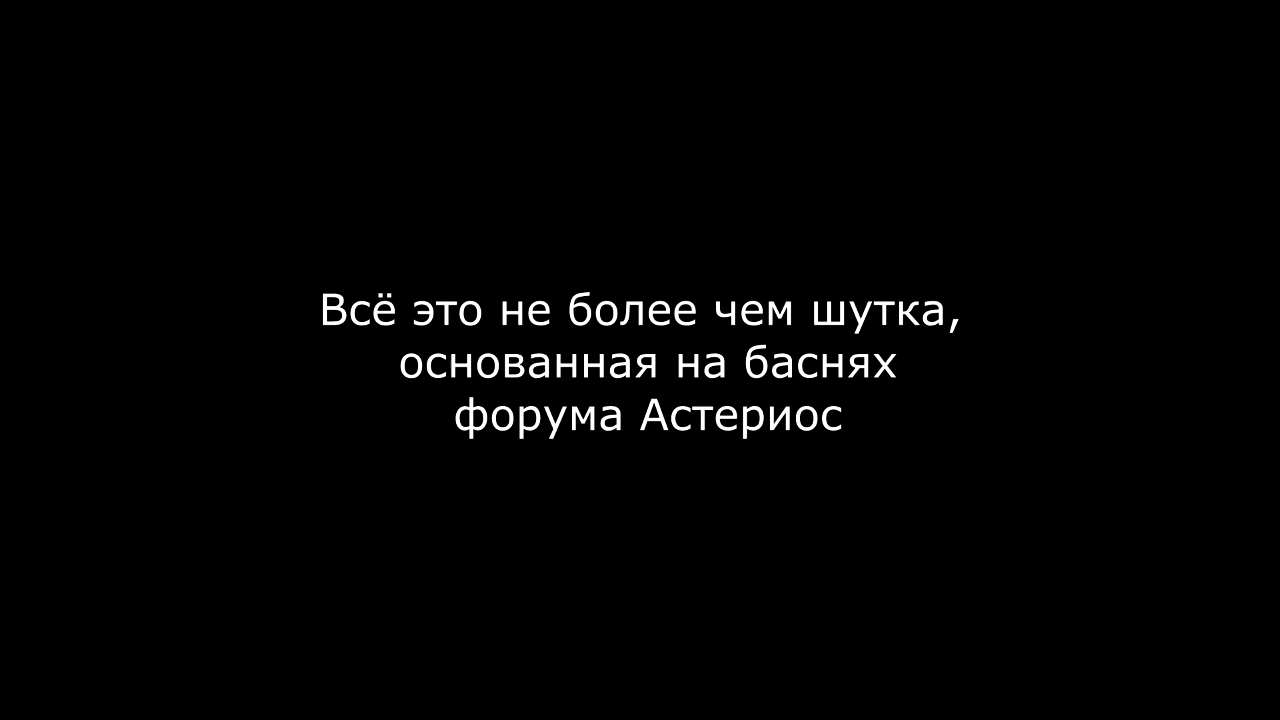 Всё это не более чем шутка,
основанная на баснях
форума Астериос